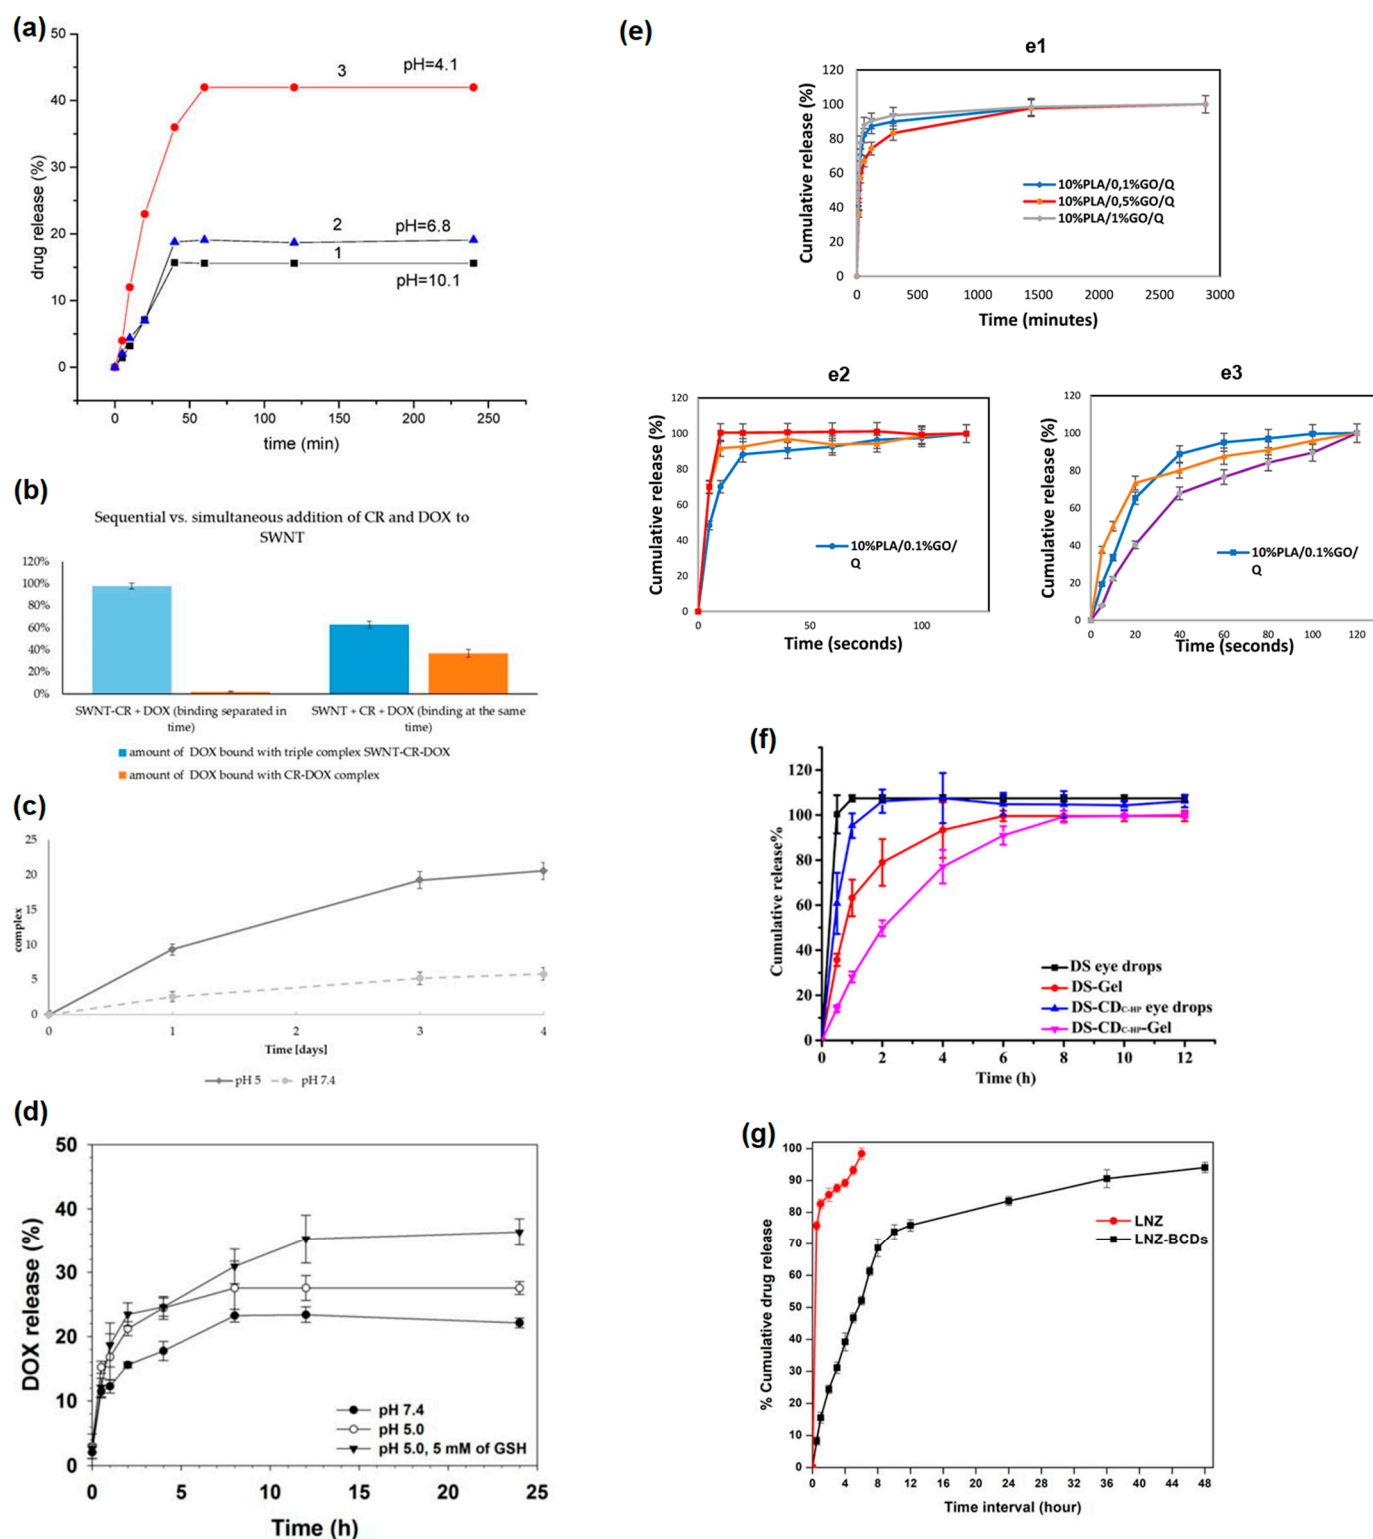 (a)
50
40
30
20
10
0
drug release (%)
3
pH=4.1
2
pH=6.8
1
pH=10.1
0 50 100 150 200 250
time (min)
(b)
Sequential vs. simultaneous addition of CR and DOX to
SWNT
120%
100%
80%
60%
40%
20%
0%
SWNT-CR + DOX (binding separated in
time)
SWNT + CR + DOX (binding at the same
time)
amount of DOX bound with triple complex SWNT-CR-DOX
amount of DOX bound with CR-DOX complex
(c)
25
20
15
10
5
0
complex
0 1 2 3 4
Time [days]
pH 5 pH 7.4
(d)
50
40
30
20
10
0
DOX release (%)
pH 7.4
pH 5.0
pH 5.0, 5 mM of GSH
0 5 10 15 20 25
Time (h)
(e)
e1
120
100
80
60
40
20
0
Cumulative release (%)
10%PLA/0,1%GO/Q
10%PLA/0,5%GO/Q
10%PLA/1%GO/Q
0 500 1000 1500 2000 2500 3000
Time (minutes)
e2
120
100
80
60
40
20
0
Cumulative release (%)
10%PLA/0.1%GO/
Q
0 50 100
Time (seconds)
e3
120
100
80
60
40
20
0
Cumulative release (%)
10%PLA/0.1%GO/
Q
0 20 40 60 80 100 120
Time (seconds)
(f)
120
100
80
60
40
20
0
Cumulative release%
DS eye drops
DS-Gel
DS-CDC-HP eye drops
DS-CDC-HP-Gel
0 2 4 6 8 10 12
Time (h)
(g)
100
90
80
70
60
50
40
30
20
10
0
% Cumulative drug release
LNZ
LNZ-BCDs
0 4 8 12 16 20 24 28 32 36 40 44 48
Time interval (hour)